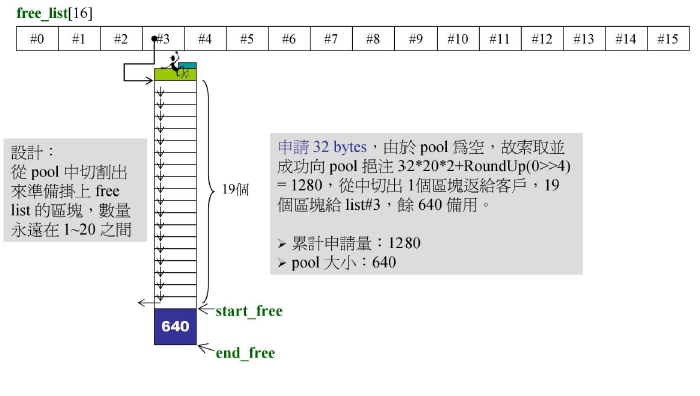 free_list[16]
#0 #1 #2 #3 #4 #5 #6 #7 #8 #9 #10 #11 #12 #13 #14 #15
設計：
從 pool 中切割出
來準備掛上 free
list 的區塊，數量
永遠在 1~20 之間
19個
申請 32 bytes，由於 pool 為空，故索取並
成功向 pool 挹注 32*20*2+RoundUp(0>>4)
= 1280，從中切出 1個區塊返給客戶，19
個區塊給 list#3，餘 640 備用。
➢ 累計申請量：1280
➢ pool 大小：640
start_free
640
end_free